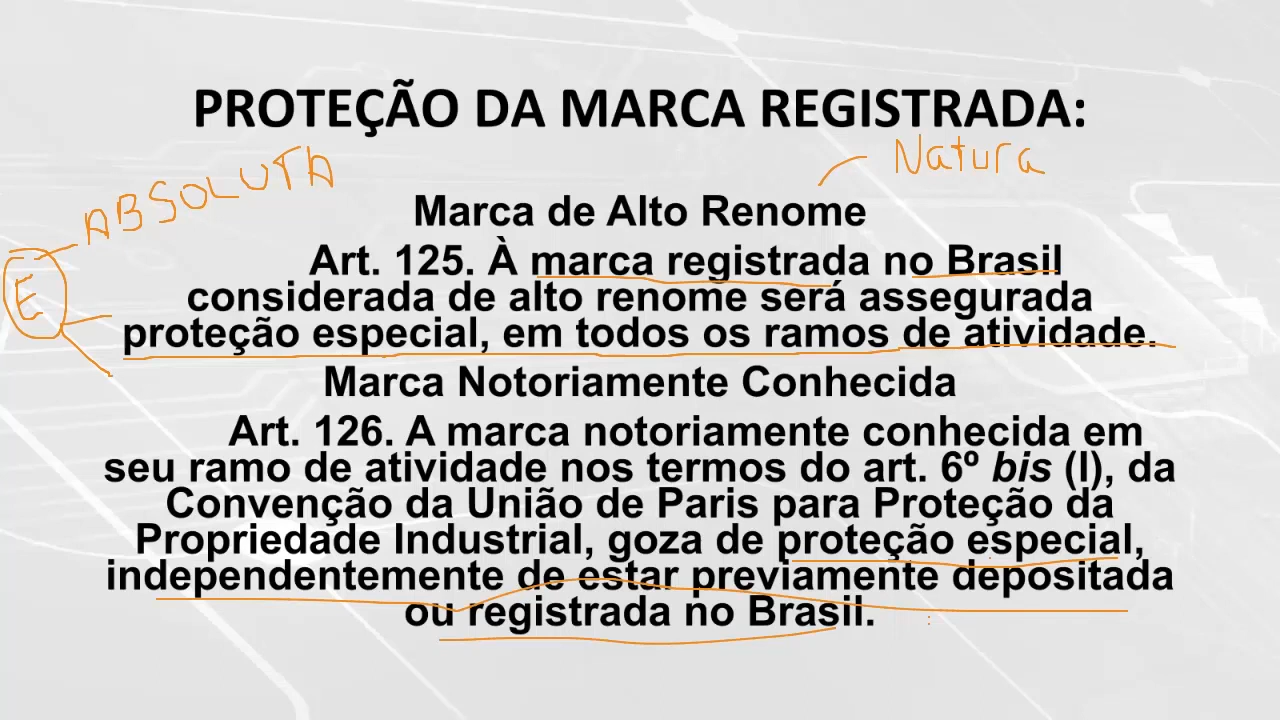 PROTEÇÃO DA MARCA REGISTRADA:
Natura
ABSOLUTA
Marca de Alto Renome
Art. 125. À marca registrada no Brasil
E
considerada de alto renome será assegurada
proteção especial, em todos os ramos de atividade.
Marca Notoriamente Conhecida
Art. 126. A marca notoriamente conhecida em
seu ramo de atividade nos termos do art. 6º bis (I), da
Convenção da União de Paris para Proteção da
Propriedade Industrial, goza de proteção especial,
independentemente de estar previamente depositada
ou registrada no Brasil.